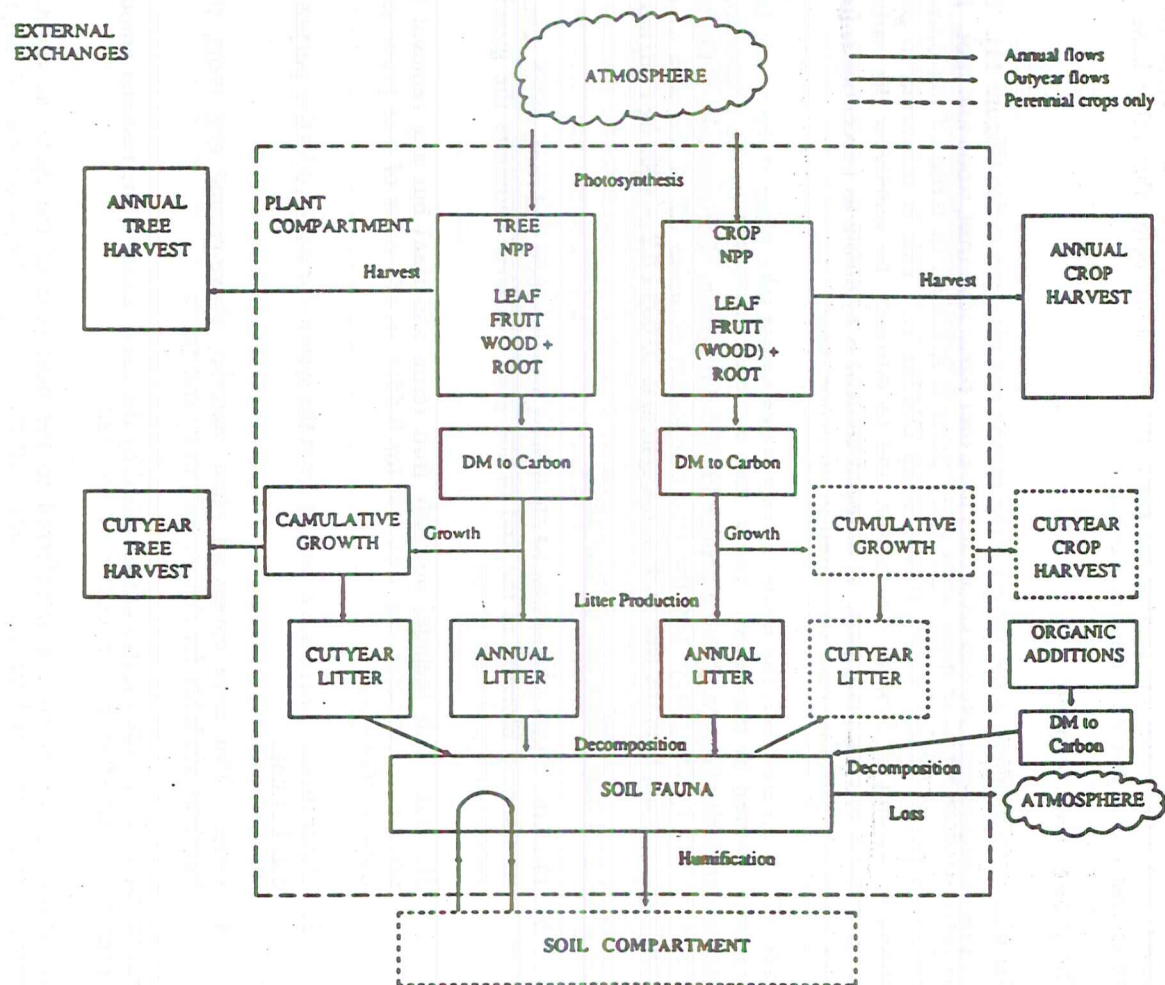 EXTERNAL
EXCHANGES
ATMOSPHERE
Annual flows
Outyear flows
Perennial crops only
Photosynthesis
ANNUAL
TREE
HARVEST
PLANT
COMPARTMENT
TREE
NPP
LEAF
FRUIT
WOOD +
ROOT
CROP
NPP
LEAF
FRUIT
(WOOD) +
ROOT
ANNUAL
CROP
HARVEST
Harvest
Harvest
DM to Carbon
DM to Carbon
CUTYEAR
TREE
HARVEST
CAMULATIVE
GROWTH
Growth
Growth
CUMULATIVE
GROWTH
CUTYEAR
CROP
HARVEST
Litter Production
CUTYEAR
LITTER
ANNUAL
LITTER
ANNUAL
LITTER
CUTYEAR
LITTER
ORGANIC
ADDITIONS
DM to
Carbon
Decomposition
Decomposition
SOIL FAUNA
Loss
ATMOSPHERE
Humification
SOIL COMPARTMENT